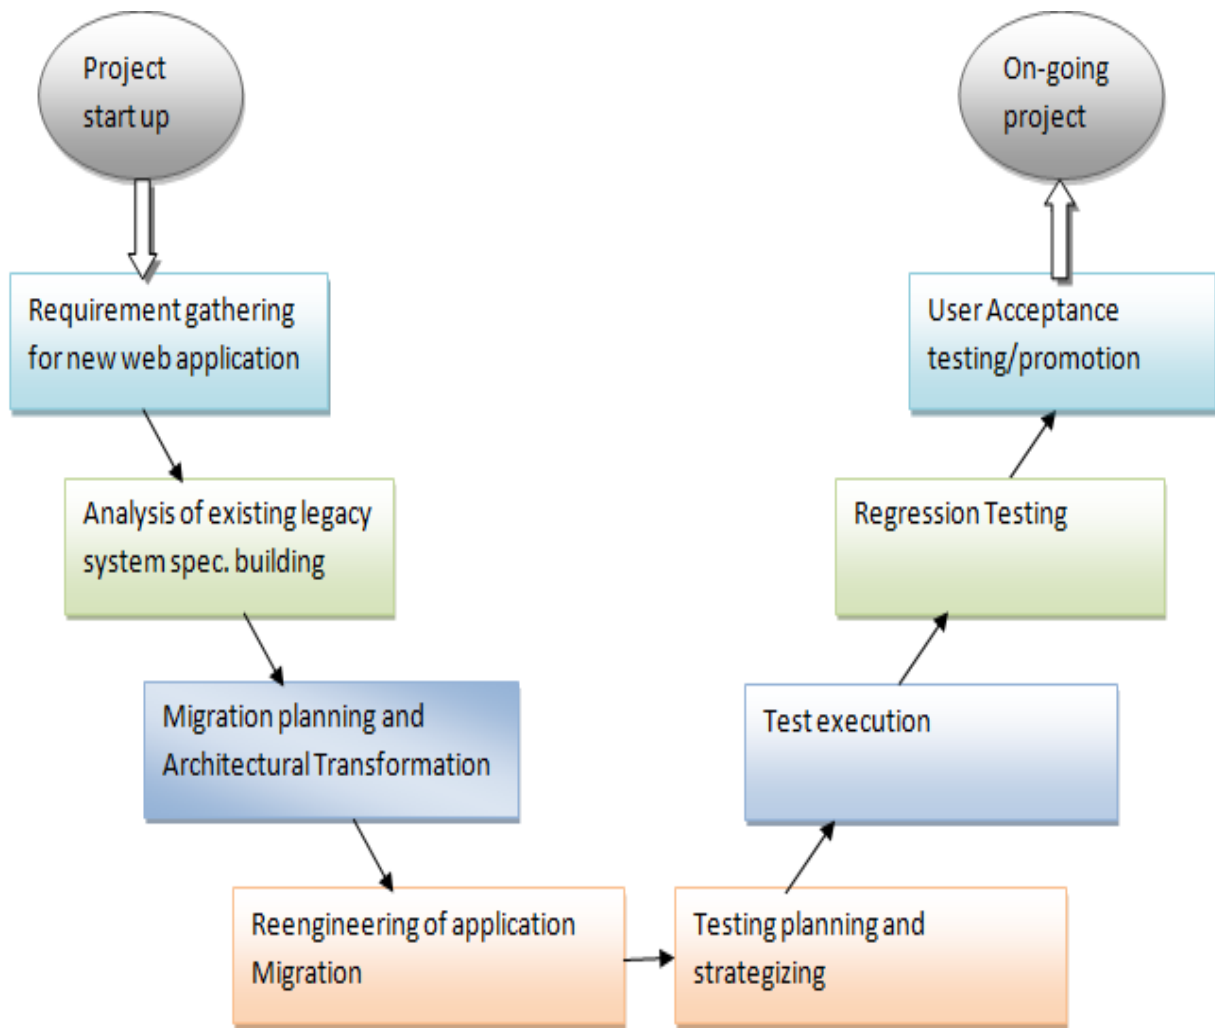 Project
start up
Requirement gathering
for new web application
Analysis of existing legacy
system spec. building
Migration planning and
Architectural Transformation
Reengineering of application
Migration
Testing planning and
strategizing
Test execution
Regression Testing
User Acceptance
testing/promotion
On-going
project